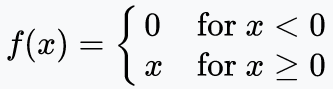 f(x) = { 0 for x < 0
x for x ≥ 0